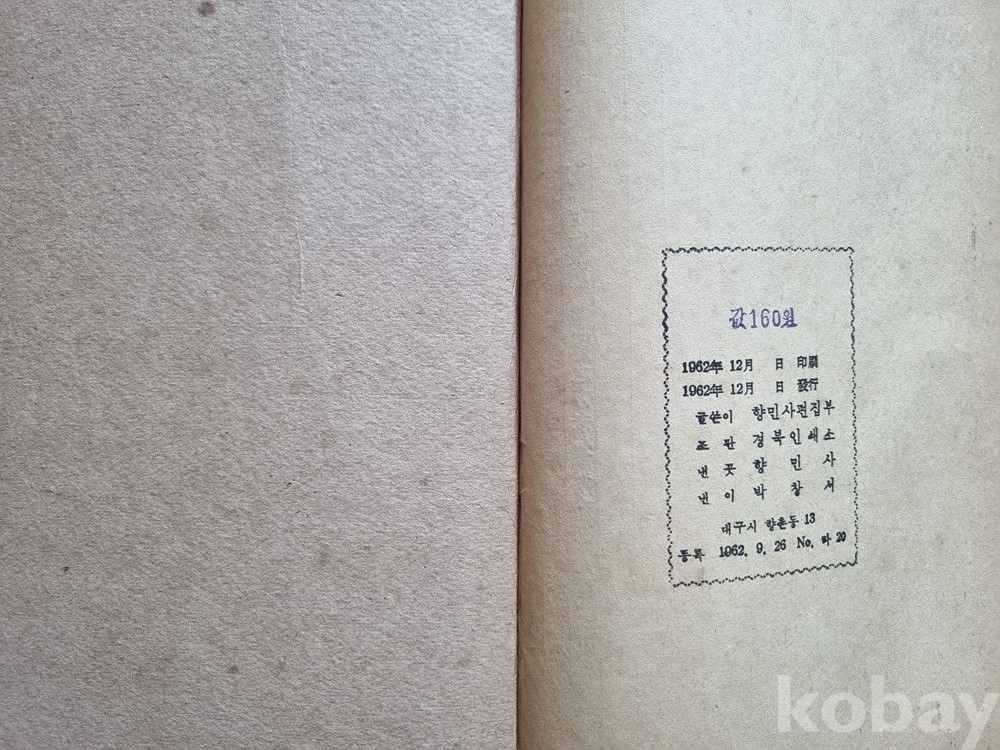 값160원
1962年 12月 日 印刷
1962年 12月 日 發行
글쓴이 향민사편집부
조 판 경북인쇄소
낸 곳 향 민 사
낸 이 박 창 서
대구시 향촌동 13
등록 1962. 9. 26 No. 라 20
kobay